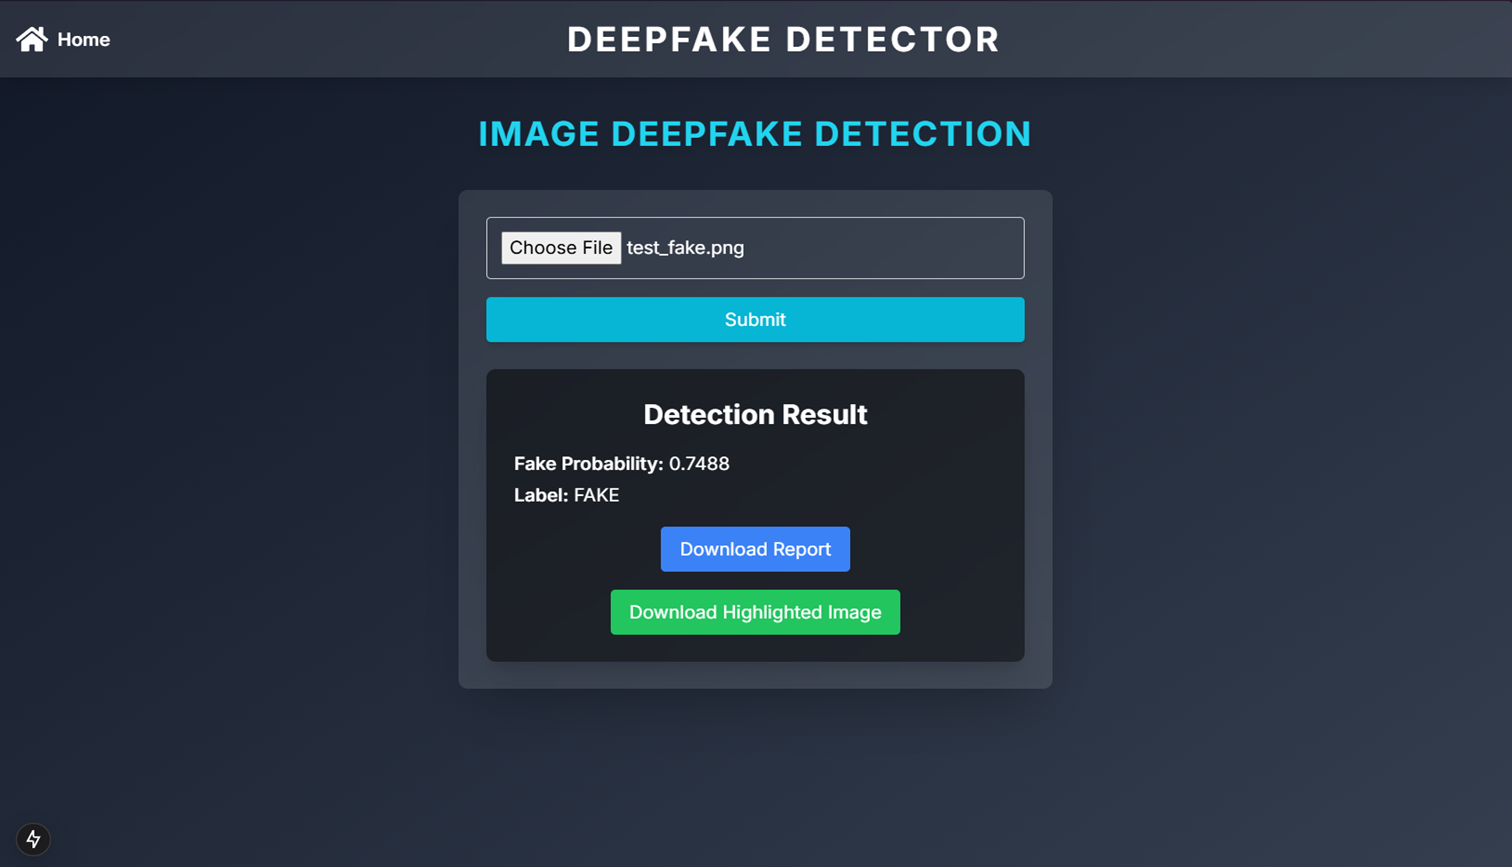 Home
DEEPFAKE DETECTOR
IMAGE DEEPFAKE DETECTION
Choose File test_fake.png
Submit
Detection Result
Fake Probability: 0.7488
Label: FAKE
Download Report
Download Highlighted Image